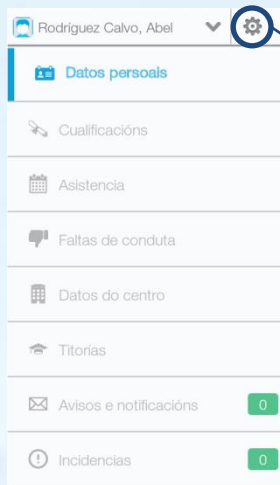 Rodríguez Calvo, Abel
Datos persoais
Cualificacións
Asistencia
Faltas de conduta
Datos do centro
Titorías
Avisos e notificacións 0
Incidencias 0